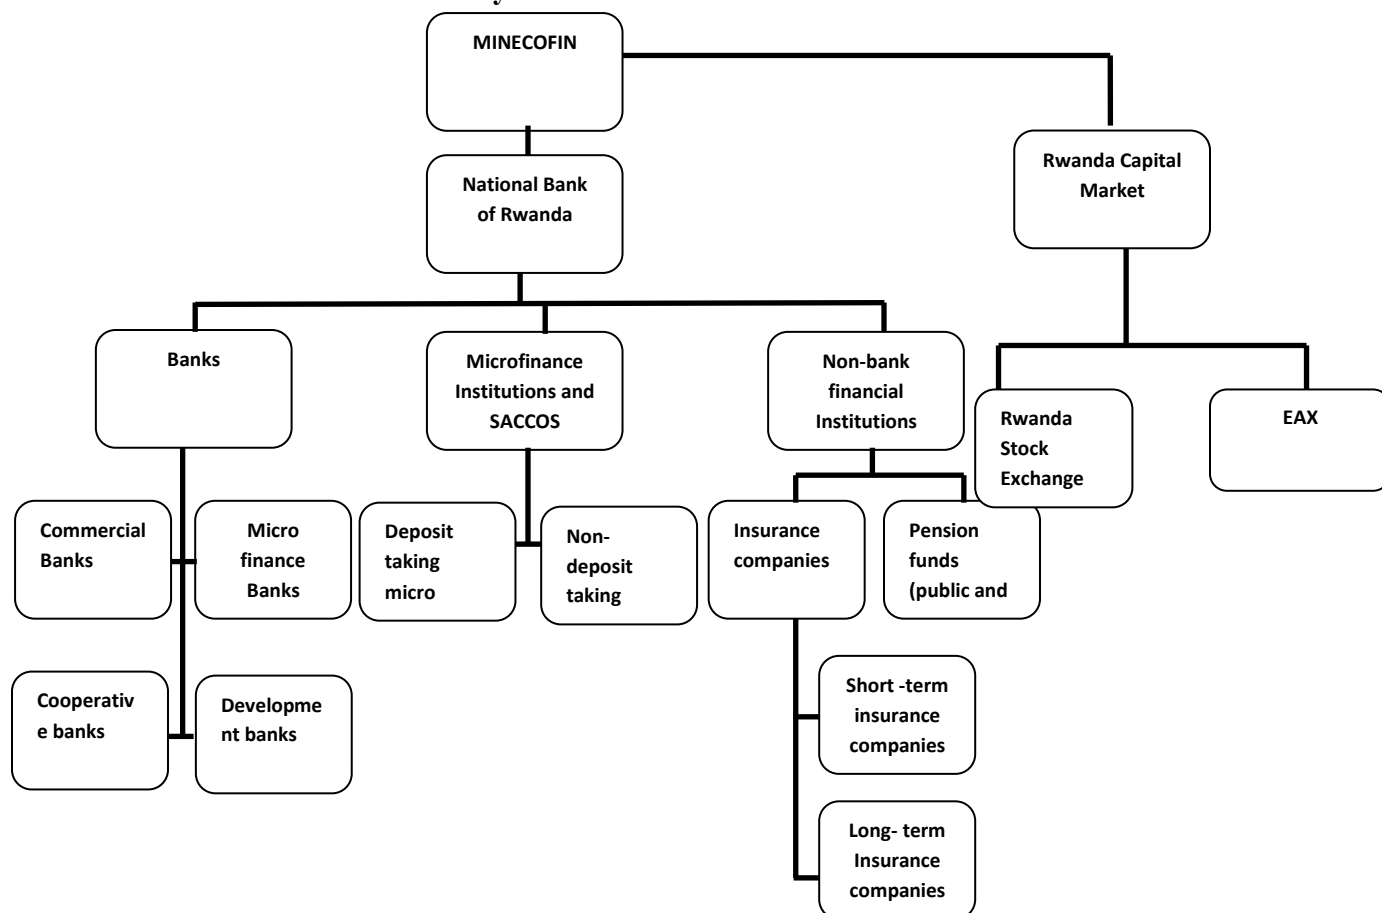 MINECOFIN
National Bank
of Rwanda
Rwanda Capital
Market
Banks
Microfinance
Institutions and
SACCOS
Non-bank
financial
Institutions
Rwanda
Stock
Exchange
EAX
Commercial
Banks
Micro
finance
Banks
Deposit
taking
micro
Non-
deposit
taking
Insurance
companies
Pension
funds
(public and
Cooperativ
e banks
Developme
nt banks
Short -term
insurance
companies
Long- term
Insurance
companies